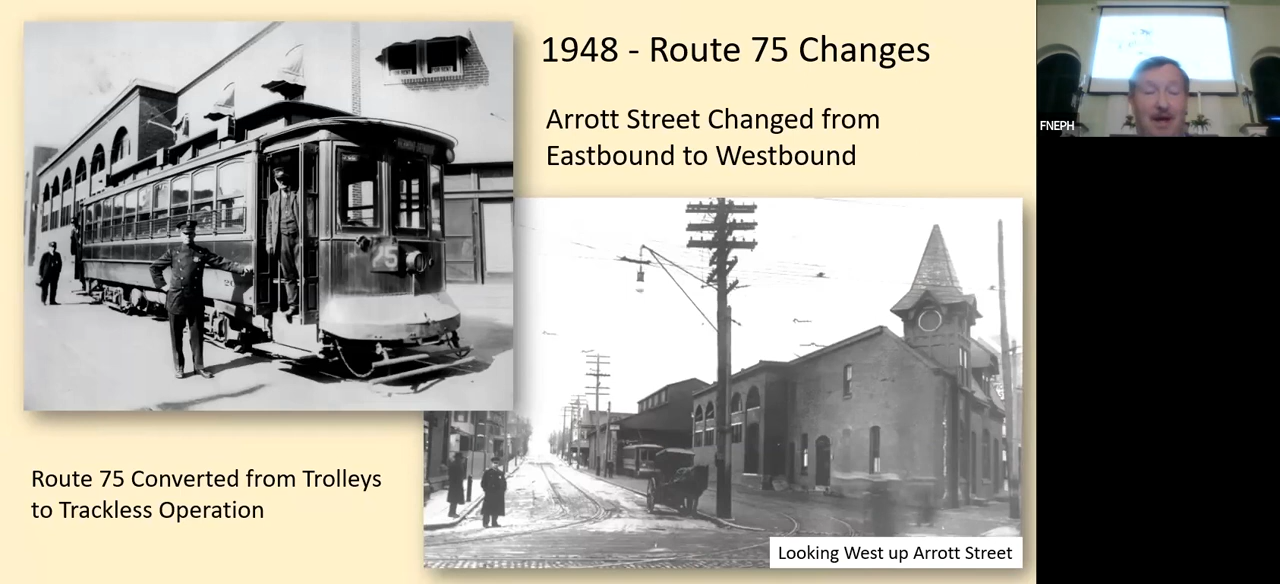 1948 - Route 75 Changes
Arrott Street Changed from
Eastbound to Westbound
75
Route 75 Converted from Trolleys
to Trackless Operation
Looking West up Arrott Street
FNEPH